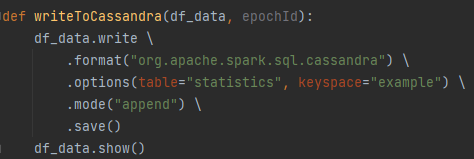 def writeToCassandra(df_data, epochId):
    df_data.write \
        .format("org.apache.spark.sql.cassandra") \
        .options(table="statistics", keyspace="example") \
        .mode("append") \
        .save()
    df_data.show()